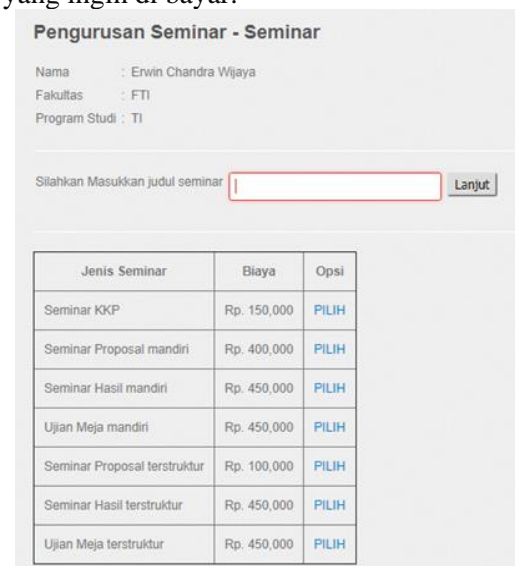 yang ingin di bayar.
Pengurusan Seminar - Seminar
Nama : Erwin Chandra Wijaya
Fakultas : FTI
Program Studi : TI
Silahkan Masukkan judul seminar Lanjut
Jenis Seminar Biaya Opsi
Seminar KKP Rp. 150,000 PILIH
Seminar Proposal mandiri Rp. 400,000 PILIH
Seminar Hasil mandiri Rp. 450,000 PILIH
Ujian Meja mandiri Rp. 450,000 PILIH
Seminar Proposal terstruktur Rp. 100,000 PILIH
Seminar Hasil terstruktur Rp. 450,000 PILIH
Ujian Meja terstruktur Rp. 450,000 PILIH